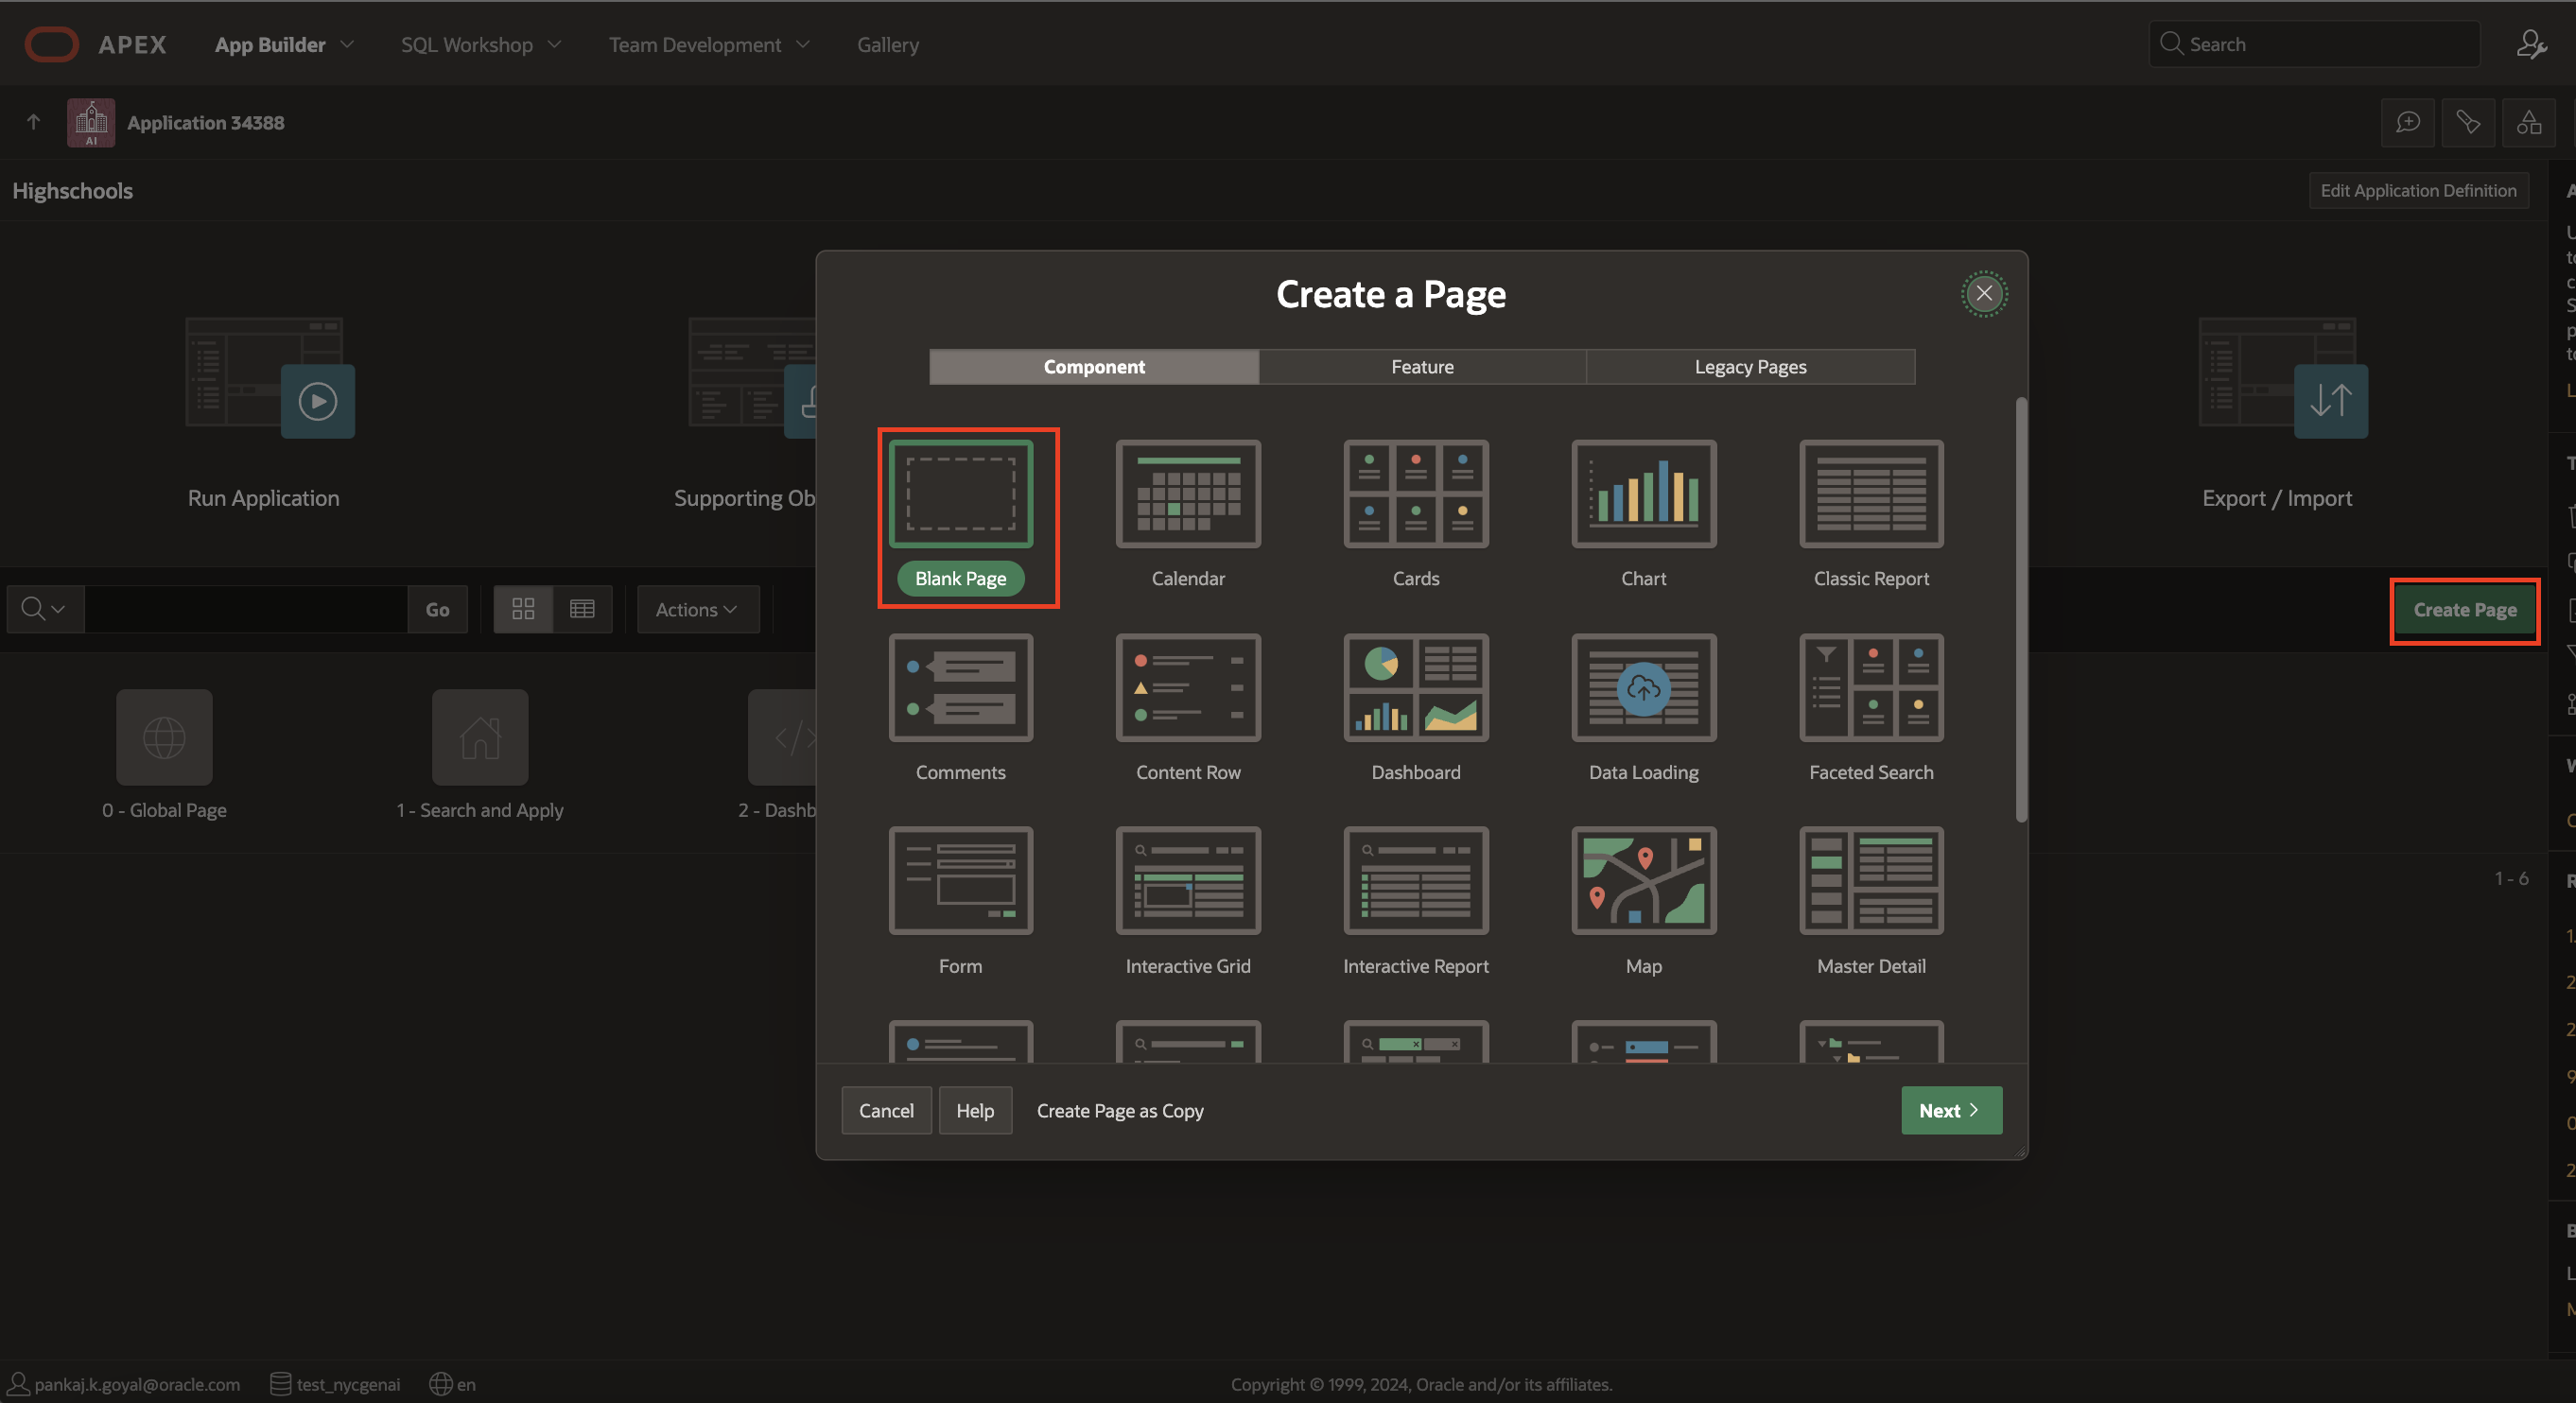 APEX App Builder SQL Workshop Team Development Gallery Search
AI
Application 34388
Highschools Edit Application Definition
Create a Page
Component Feature Legacy Pages
Run Application Supporting Ob Export / Import
Blank Page Calendar Cards Chart Classic Report
Go Actions Create Page
Comments Content Row Dashboard Data Loading Faceted Search
0 - Global Page 1 - Search and Apply 2 - Dashb
1 - 6
Form Interactive Grid Interactive Report Map Master Detail
Cancel Help Create Page as Copy Next
pankaj.k.goyal@oracle.com test_nycgenai en Copyright © 1999, 2024, Oracle and/or its affiliates.